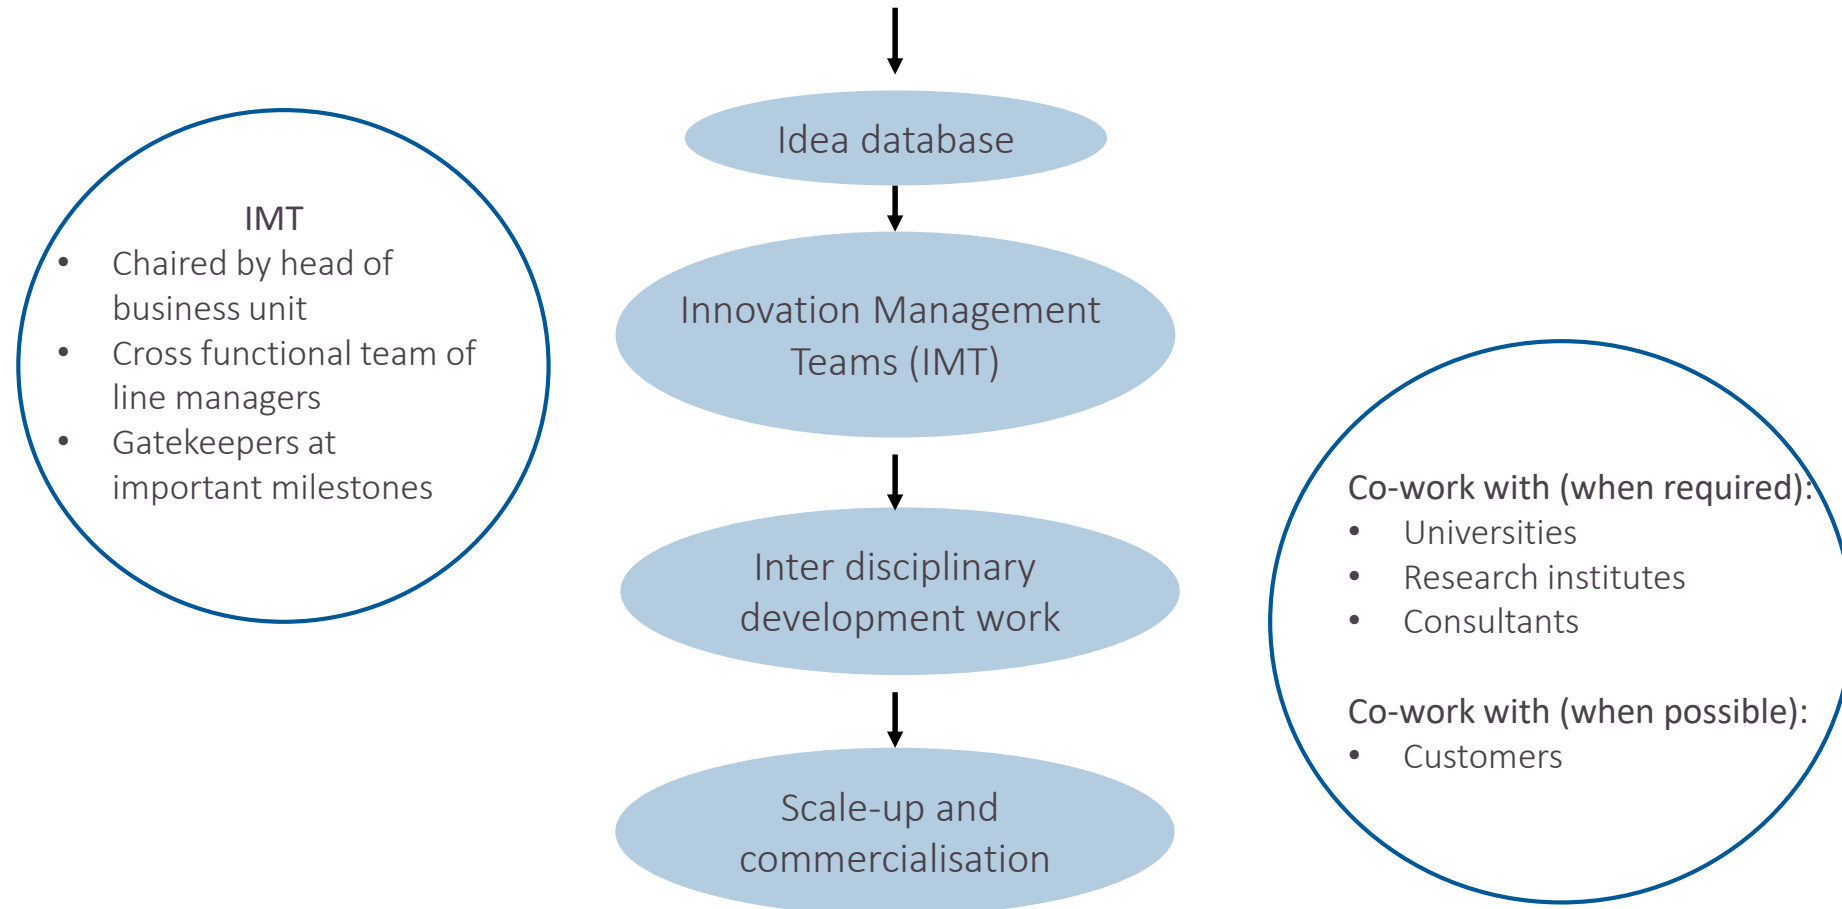 Idea database
IMT
• Chaired by head of
business unit
• Cross functional team of
line managers
• Gatekeepers at
important milestones
Innovation Management
Teams (IMT)
Inter disciplinary
development work
Co-work with (when required):
• Universities
• Research institutes
• Consultants
Co-work with (when possible):
• Customers
Scale-up and
commercialisation